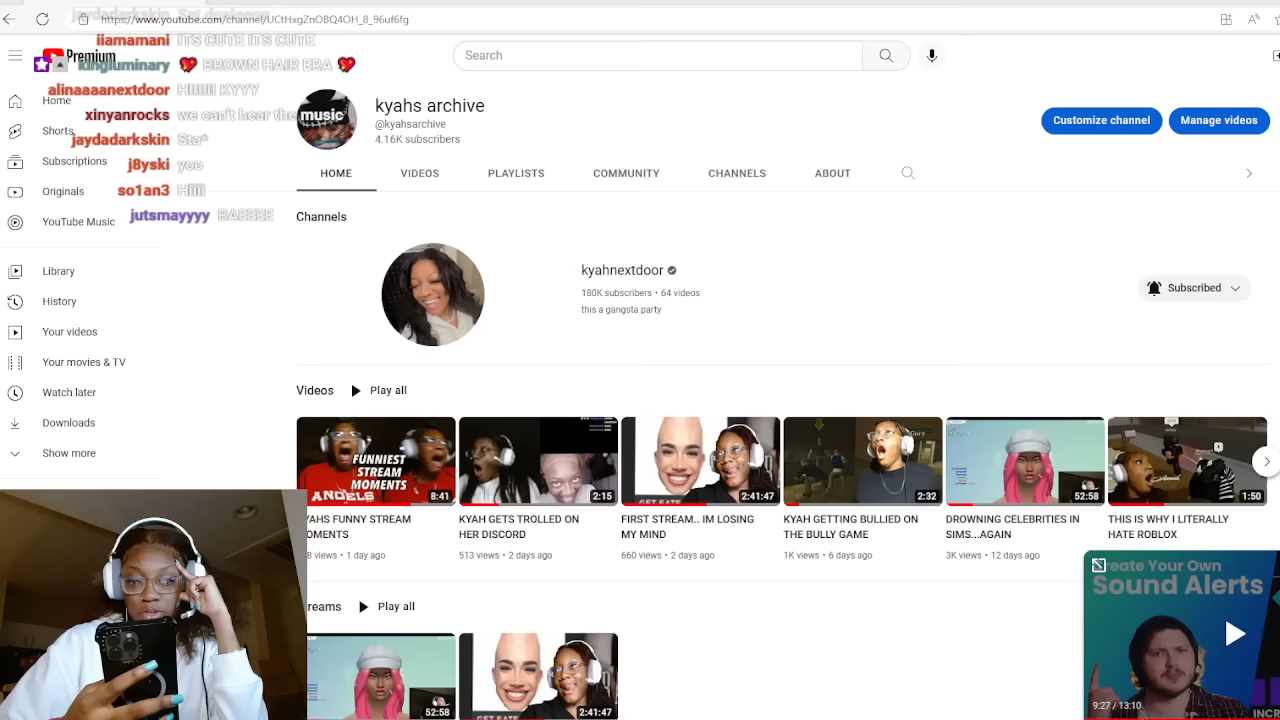 https://www.youtube.com/channel/UCtHxgZnOBQ4OH_8_96uf6fg
iiamamani ITS CUTE ITS CUTE
Premium
kingluminary BROWN HAIR ERA
alinaaaanextdoor HIIIIII KYYY
xinyanrocks we can't hear the music
jaydadarkskin Sta*
j8yski yoo
so1an3 Hiiii
jutsmayyyy BAEEEE
Search
Home
Shorts
Subscriptions
Originals
YouTube Music
Library
History
Your videos
Your movies & TV
Watch later
Downloads
Show more
kyahs archive
@kyahsarchive
4.16K subscribers
Customize channel
Manage videos
HOME VIDEOS PLAYLISTS COMMUNITY CHANNELS ABOUT
Channels
kyahnextdoor
180K subscribers • 64 videos
this a gangsta party
Subscribed
Videos Play all
FUNNIEST
STREAM
MOMENTS
ANGELS
8:41
2:15
GET EATE
2:41:47
2:32
52:58
1:50
YAHS FUNNY STREAM
OMENTS
8 views • 1 day ago
KYAH GETS TROLLED ON
HER DISCORD
513 views • 2 days ago
FIRST STREAM.. IM LOSING
MY MIND
660 views • 2 days ago
KYAH GETTING BULLIED ON
THE BULLY GAME
1K views • 6 days ago
DROWNING CELEBRITIES IN
SIMS...AGAIN
3K views • 12 days ago
THIS IS WHY I LITERALLY
HATE ROBLOX
reams Play all
52:58
GET EATE
2:41:47
reate Your Own
Sound Alerts
9:27 / 13:10
INCR